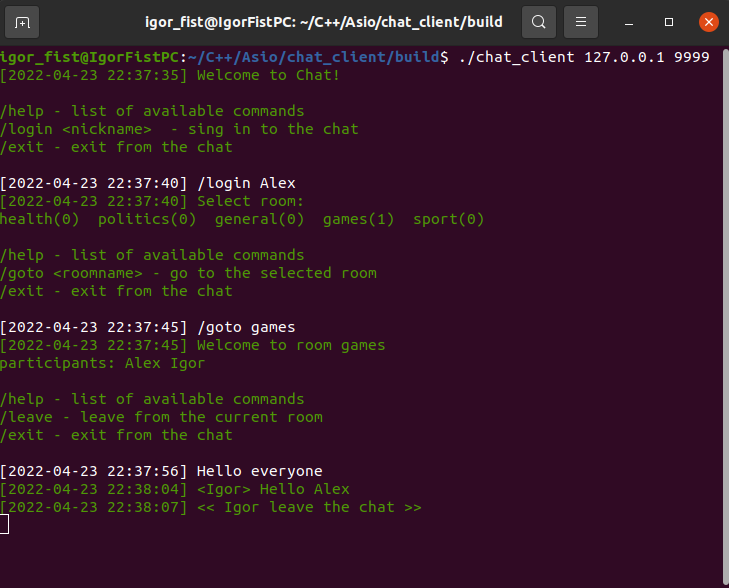 igor_fist@IgorFistPC: ~/C++/Asio/chat_client/build
igor_fist@IgorFistPC:~/C++/Asio/chat_client/build$ ./chat_client 127.0.0.1 9999
[2022-04-23 22:37:35] Welcome to Chat!
/help - list of available commands
/login <nickname>  - sing in to the chat
/exit - exit from the chat
[2022-04-23 22:37:40] /login Alex
[2022-04-23 22:37:40] Select room:
health(0)  politics(0)  general(0)  games(1)  sport(0)
/help - list of available commands
/goto <roomname> - go to the selected room
/exit - exit from the chat
[2022-04-23 22:37:45] /goto games
[2022-04-23 22:37:45] Welcome to room games
participants: Alex Igor
/help - list of available commands
/leave - leave from the current room
/exit - exit from the chat
[2022-04-23 22:37:56] Hello everyone
[2022-04-23 22:38:04] <Igor> Hello Alex
[2022-04-23 22:38:07] << Igor leave the chat >>